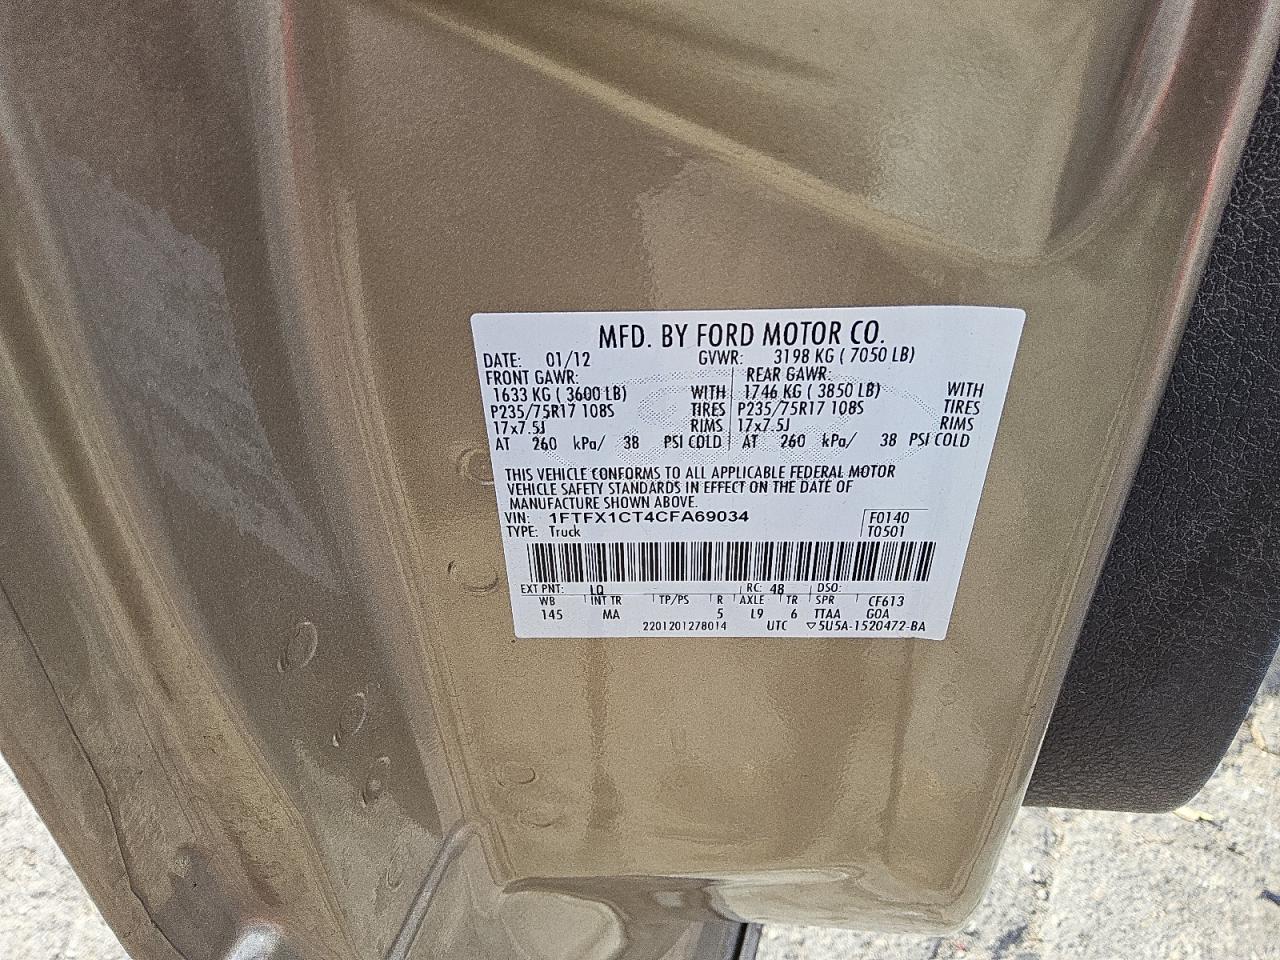 MFD. BY FORD MOTOR CO.
DATE: 01/12 GVWR: 3198 KG ( 7050 LB)
FRONT GAWR: REAR GAWR:
1633 KG ( 3600 LB) WITH 1746 KG ( 3850 LB) WITH
P235/75R17 108S TIRES P235/75R17 108S TIRES
17x7.5J RIMS 17x7.5J RIMS
AT 260 kPa/ 38 PSI COLD AT 260 kPa/ 38 PSI COLD
THIS VEHICLE CONFORMS TO ALL APPLICABLE FEDERAL MOTOR
VEHICLE SAFETY STANDARDS IN EFFECT ON THE DATE OF
MANUFACTURE SHOWN ABOVE.
VIN: 1FTFX1CT4CFA69034 F0140
TYPE: Truck T0501
EXT PNT: LQ RC: 48 DSO:
WB INT TR TP/PS R AXLE TR SPR CF613
145 MA 5 L9 6 TTAA GOA
2201201278014 UTC ▽5U5A-1520472-BA